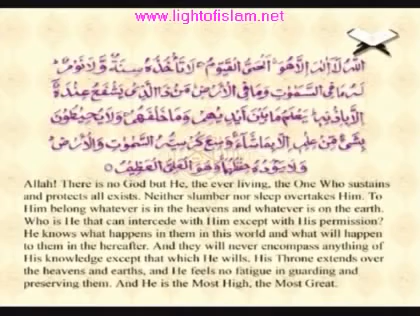 www.lightofislam.net
اللَّهُ لَا إِلَٰهَ إِلَّا هُوَ الْحَيُّ الْقَيُّومُ لَا تَأْخُذُهُ سِنَةٌ وَلَا نَوْمٌ
لَهُ مَا فِي السَّمَوَاتِ وَمَا فِي الْأَرْضِ مَنْ ذَا الَّذِي يَشْفَعُ عِنْدَهُ
إِلَّا بِإِذْنِهِ يَعْلَمُ مَا بَيْنَ أَيْدِيهِمْ وَمَا خَلْفَهُمْ وَلَا يُحِيطُونَ
بِشَيْءٍ مِنْ عِلْمِهِ إِلَّا بِمَا شَاءَ وَسِعَ كُرْسِيُّهُ السَّمَوَاتِ وَالْأَرْضَ
وَلَا يَئُودُهُ حِفْظُهُمَا وَهُوَ الْعَلِيُّ الْعَظِيمُ
Allah! There is no God but He, the ever living, the One Who sustains
and protects all exists. Neither slumber nor sleep overtakes Him. To
Him belong whatever is in the heavens and whatever is on the earth.
Who is He that can intercede with Him except with His permission?
He knows what happens in them in this world and what will happen
to them in the hereafter. And they will never encompass anything of
His knowledge except that which He wills. His Throne extends over
the heavens and earths, and He feels no fatigue in guarding and
preserving them. And He is the Most High, the Most Great.